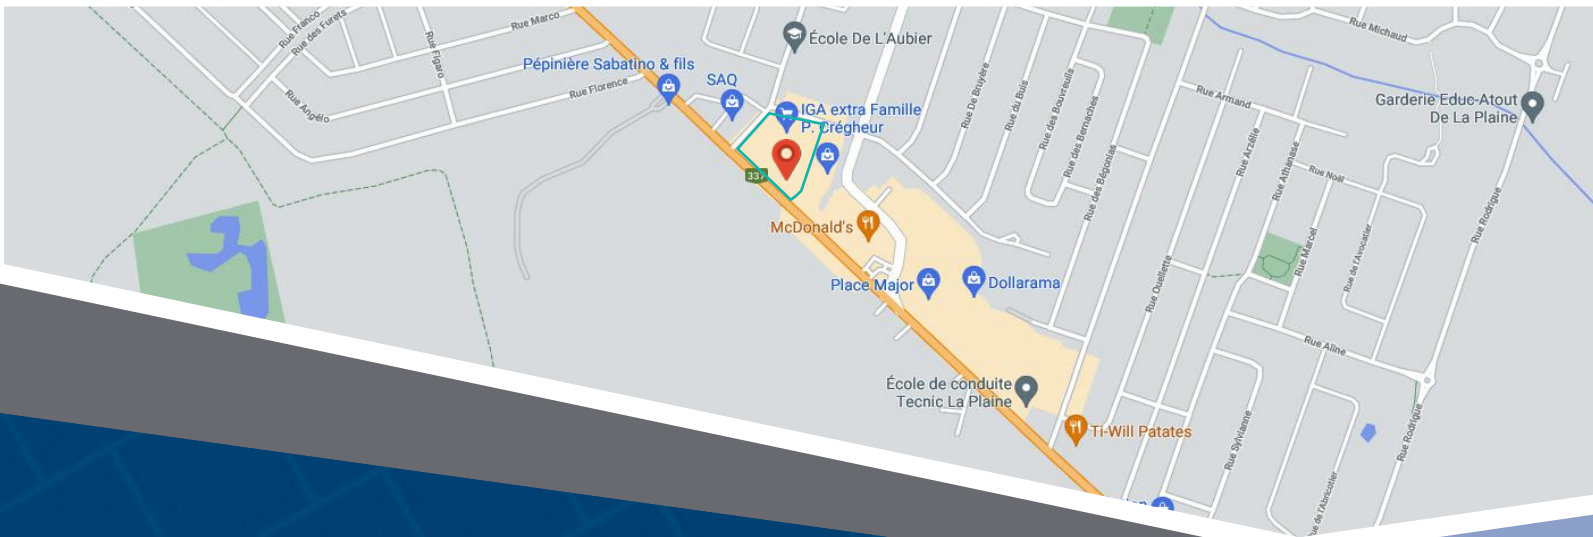 Rue Franco
Rue des Furets
Rue Marco
Rue Figaro
Rue Angélo
Rue Florence
Pépinière Sabatino & fils
SAQ
École De L'Aubier
IGA extra Famille
P. Crégheur
337
McDonald's
Place Major
Dollarama
École de conduite
Tecnic La Plaine
Ti-Will Patates
Rue De Bruyère
Rue du Buis
Rue des Bouvreuils
Rue des Bernaches
Rue des Bégonias
Rue Michaud
Rue Armand
Garderie Educ-Atout
De La Plaine
Rue Arzélie
Rue Athanase
Rue Noël
Rue Marcel
Rue de l'Avocatier
Rue Rodrigue
Rue Ouellette
Rue Aline
Rue Sylvianne
Rue Rodrigue
Rue de l'Abricotier